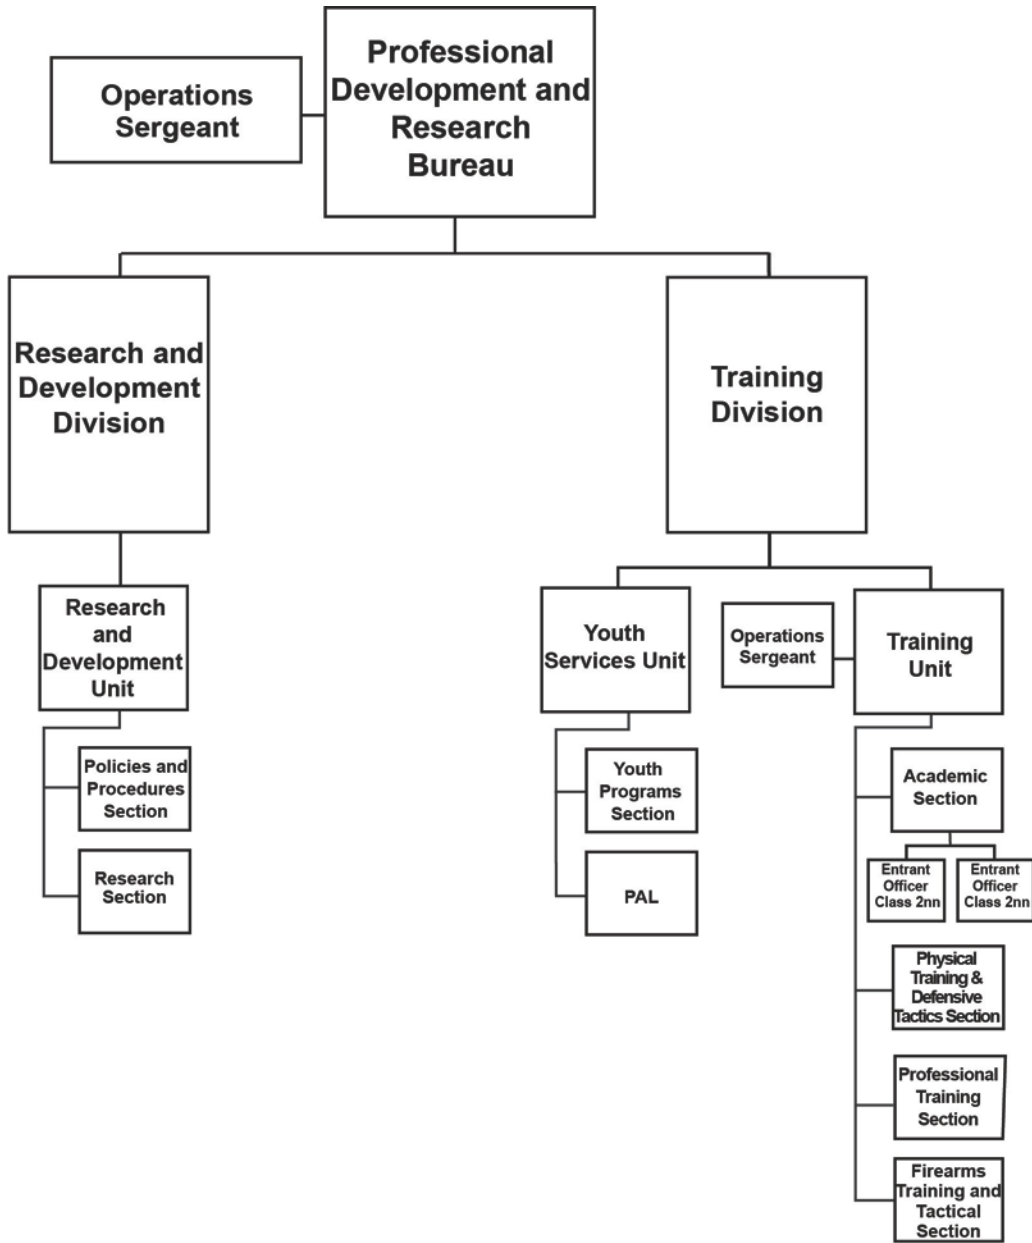 Professional
Development and
Research
Bureau
Operations
Sergeant
Research and
Development
Division
Training
Division
Research
and
Development
Unit
Policies and
Procedures
Section
Research
Section
Youth
Services Unit
Youth
Programs
Section
PAL
Operations
Sergeant
Training
Unit
Academic
Section
Entrant
Officer
Class 2nn
Entrant
Officer
Class 2nn
Physical
Training &
Defensive
Tactics Section
Professional
Training
Section
Firearms
Training and
Tactical
Section